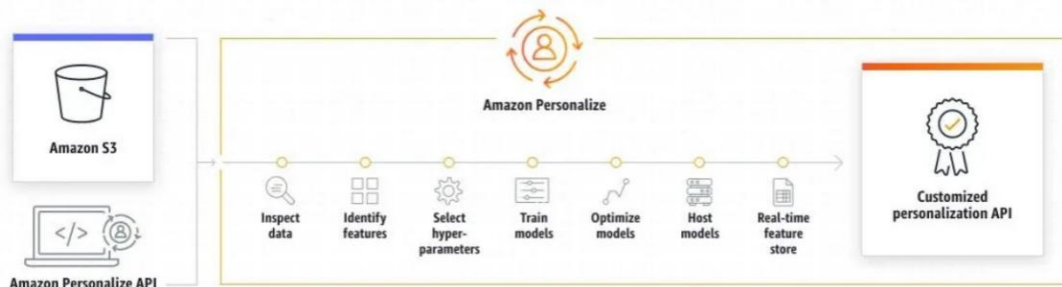 Amazon Personalize
Amazon S3
</>
Amazon Personalize API
Inspect
data
Identify
features
Select
hyper-
parameters
Train
models
Optimize
models
Host
models
Real-time
feature
store
Customized
personalization API